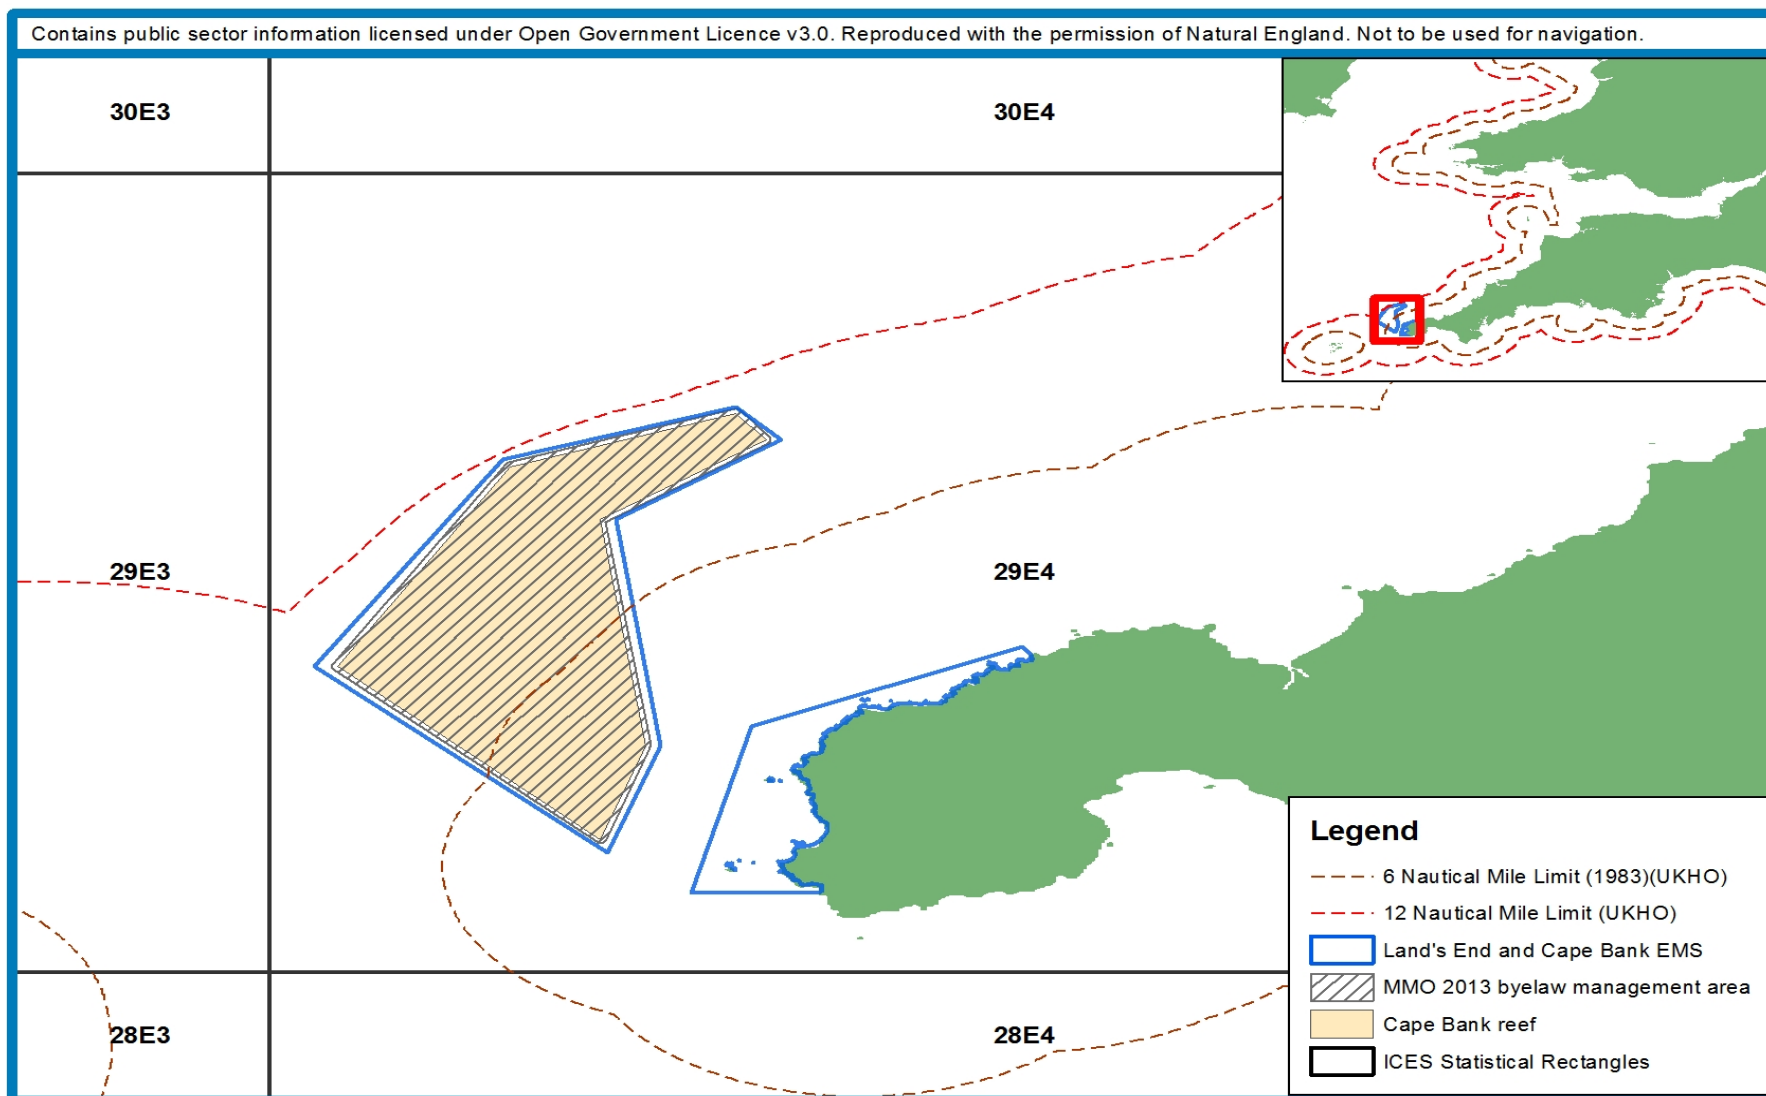 Contains public sector information licensed under Open Government Licence v3.0. Reproduced with the permission of Natural England. Not to be used for navigation.
30E3
30E4
29E3
29E4
28E3
28E4
Legend
6 Nautical Mile Limit (1983)(UKHO)
12 Nautical Mile Limit (UKHO)
Land's End and Cape Bank EMS
MMO 2013 byelaw management area
Cape Bank reef
ICES Statistical Rectangles